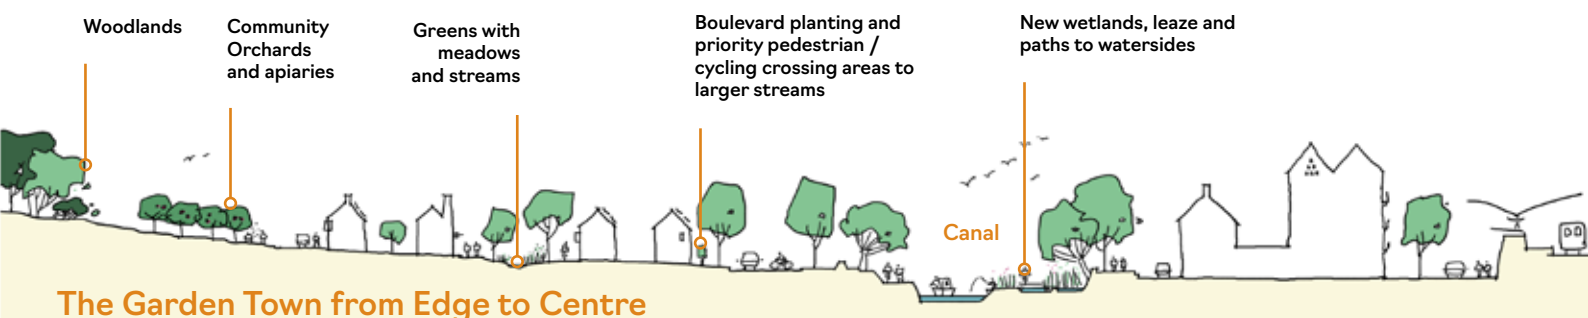 Woodlands
Community
Orchards
and apiaries
Greens with
meadows
and streams
Boulevard planting and
priority pedestrian /
cycling crossing areas to
larger streams
New wetlands, leaze and
paths to watersides
Canal
The Garden Town from Edge to Centre